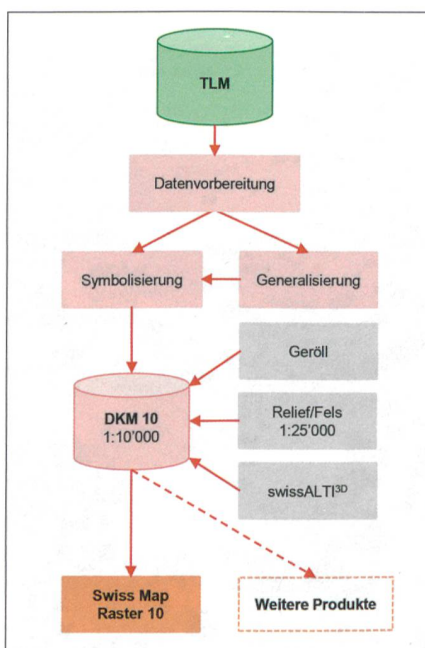 TLM
Datenvorbereitung
Symbolisierung
Generalisierung
Geröll
DKM 10
1:10'000
Relief/Fels
1:25'000
swissALTI3D
Swiss Map
Raster 10
Weitere Produkte